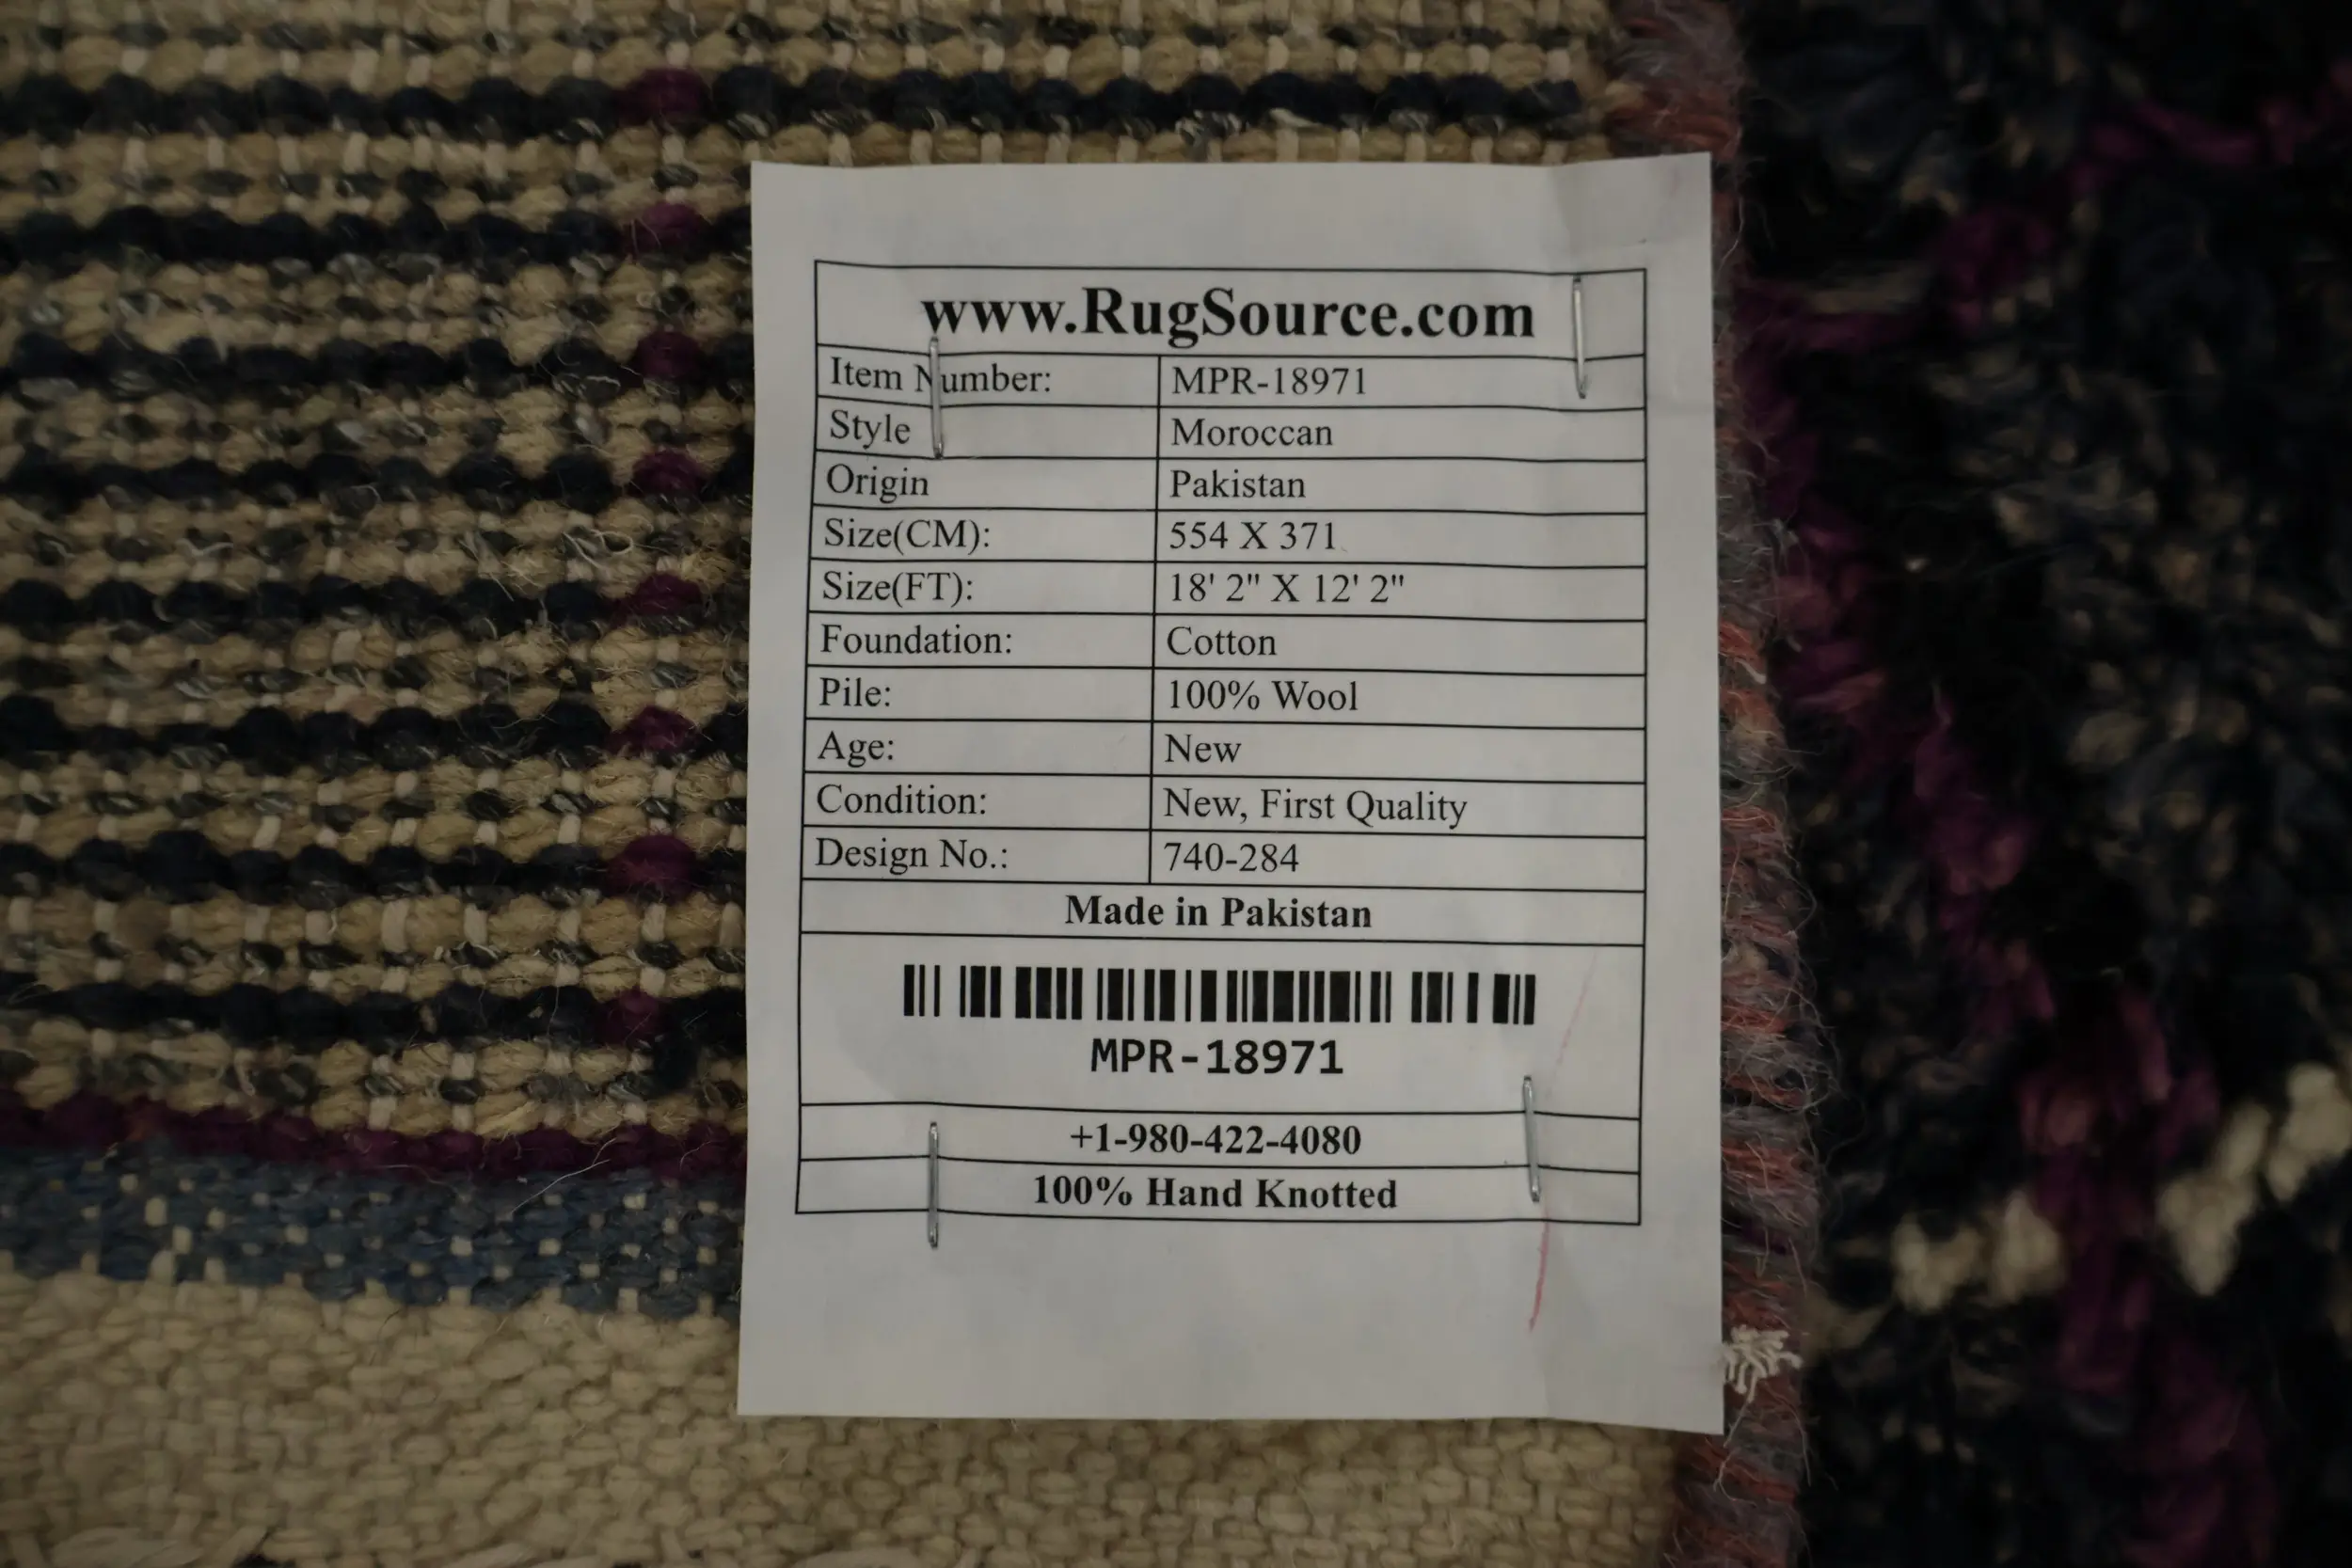 www.RugSource.com
Item Number: MPR-18971
Style Moroccan
Origin Pakistan
Size(CM): 554 X 371
Size(FT): 18' 2" X 12' 2"
Foundation: Cotton
Pile: 100% Wool
Age: New
Condition: New, First Quality
Design No.: 740-284
Made in Pakistan
MPR-18971
+1-980-422-4080
100% Hand Knotted